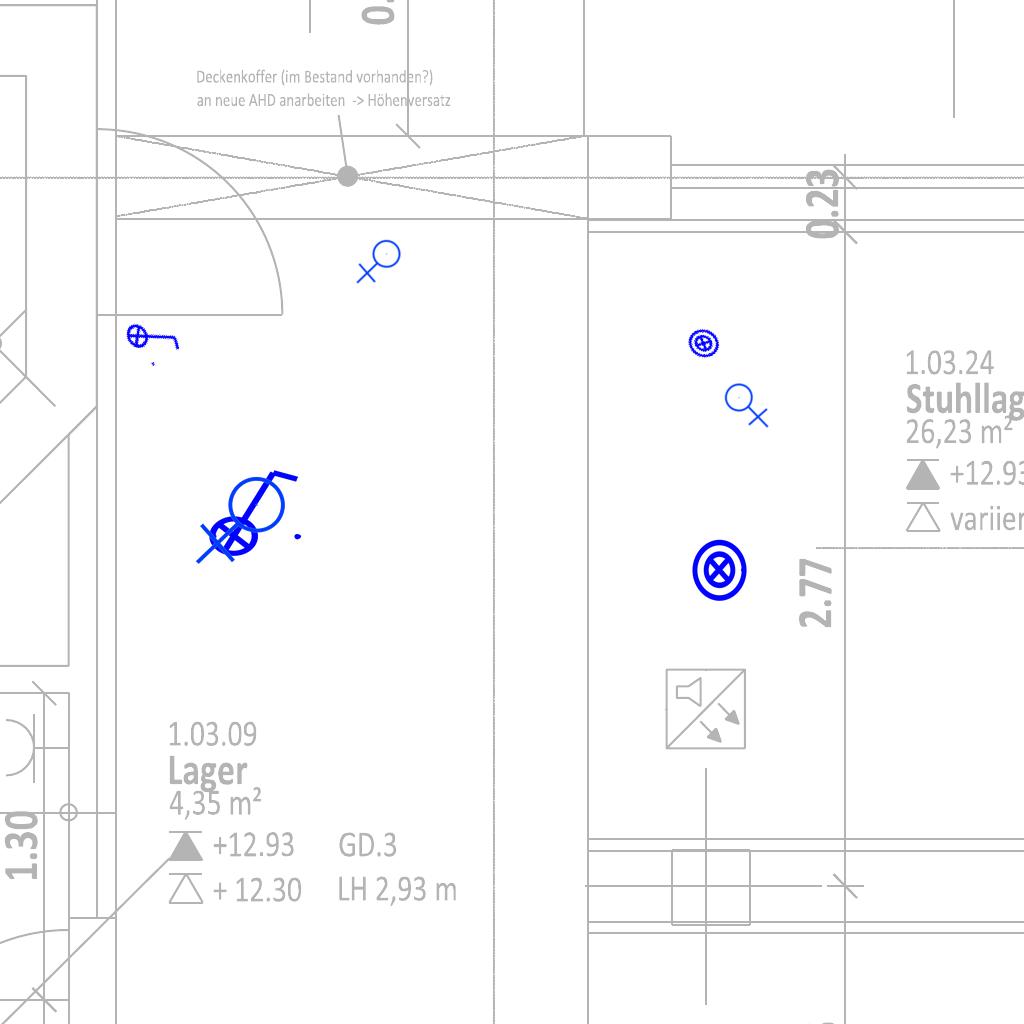 0.
Deckenkoffer (im Bestand vorhanden?)
an neue AHD anarbeiten -> Höhenversatz
0.23
1.03.24
Stuhllag
26,23 m²
+12.93
variier
2.77
1.03.09
Lager
4,35 m²
+12.93 GD.3
+ 12.30 LH 2,93 m
1.30